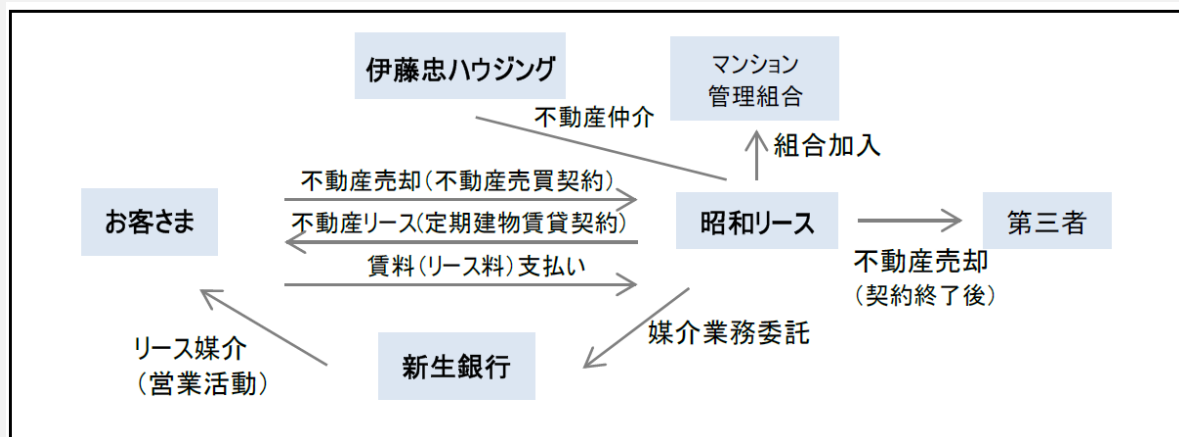 伊藤忠ハウジング
マンション
管理組合
不動産仲介
組合加入
不動産売却(不動産売買契約)
お客さま
不動産リース(定期建物賃貸契約)
昭和リース
第三者
賃料(リース料)支払い
不動産売却
(契約終了後)
リース媒介
(営業活動)
新生銀行
媒介業務委託